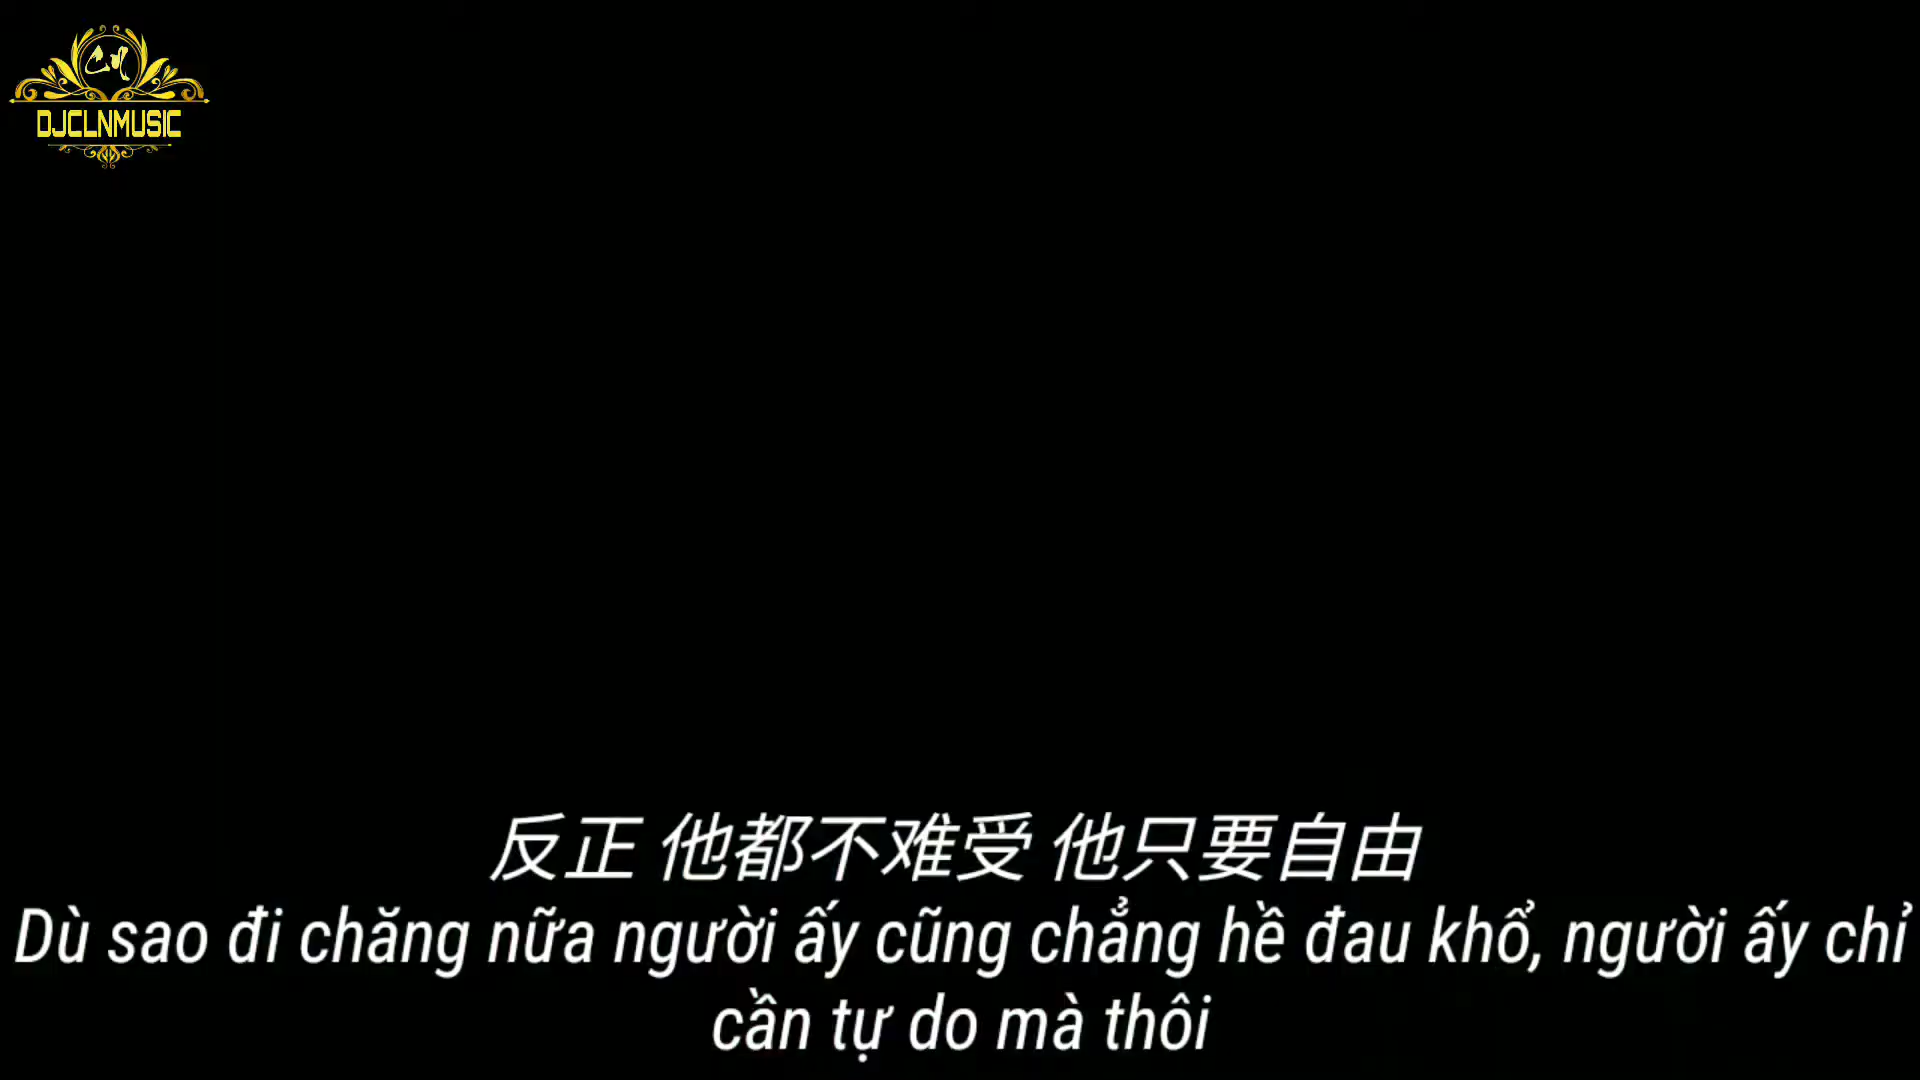 DJCLNMUSIC
反正 他都不难受 他只要自由
Dù sao đi chăng nữa người ấy cũng chẳng hề đau khổ, người ấy chỉ
cần tự do mà thôi